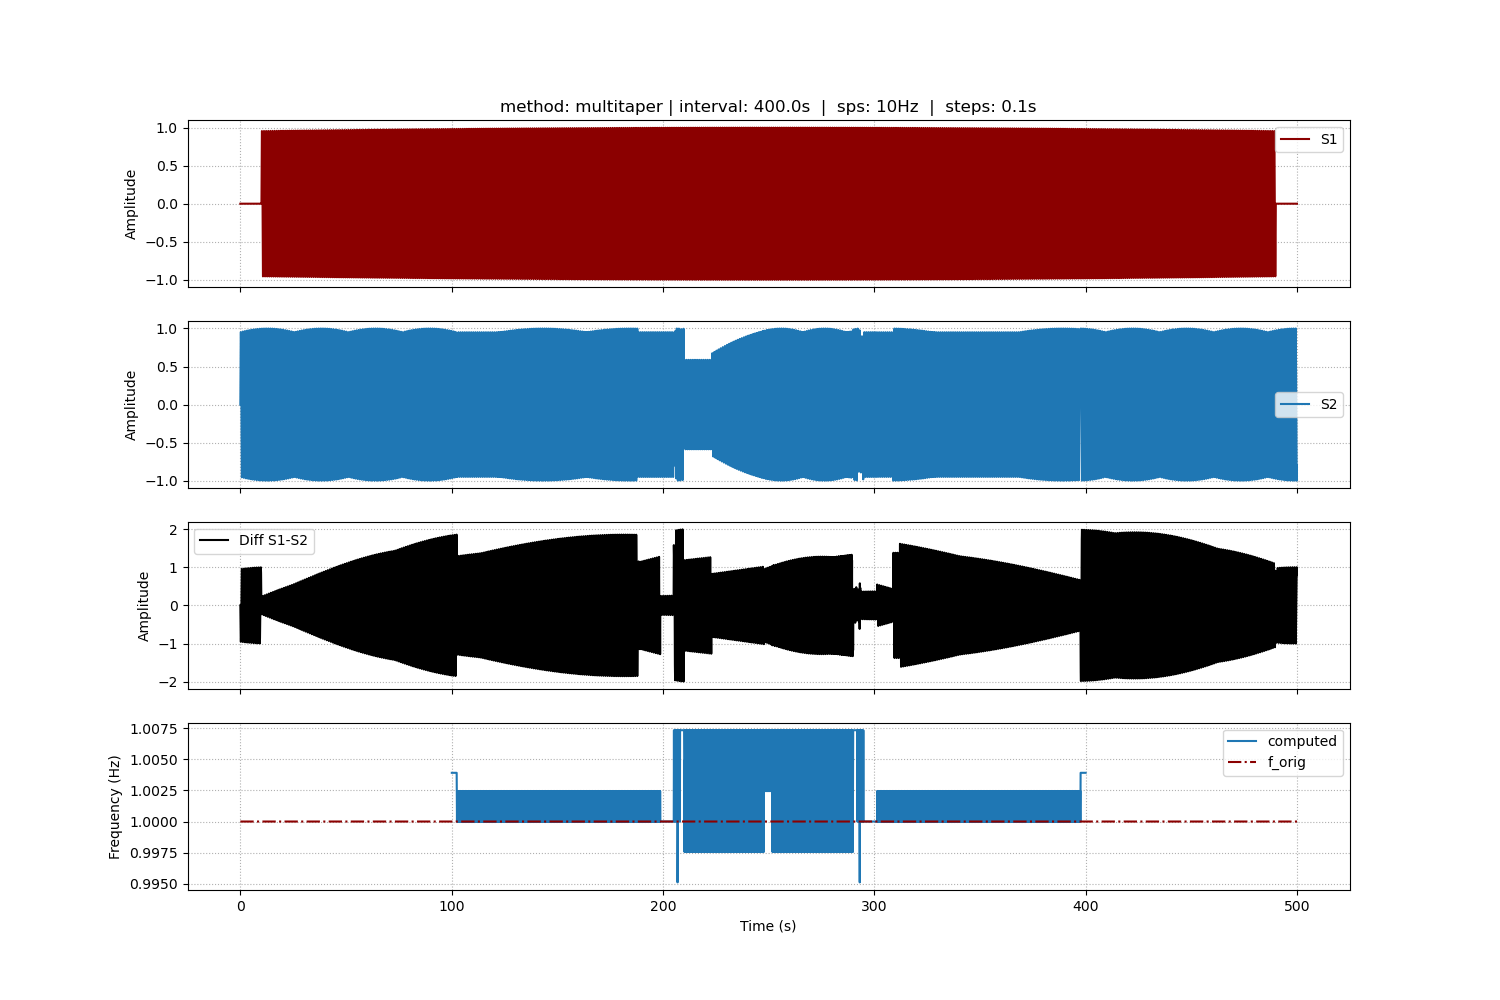 method: multitaper | interval: 400.0s | sps: 10Hz | steps: 0.1s
1.0
0.5
0.0
−0.5
−1.0
Amplitude
S1
1.0
0.5
0.0
−0.5
−1.0
Amplitude
S2
2
1
0
−1
−2
Amplitude
Diff S1-S2
1.0075
1.0050
1.0025
1.0000
0.9975
0.9950
Frequency (Hz)
computed
f_orig
0 100 200 300 400 500
Time (s)